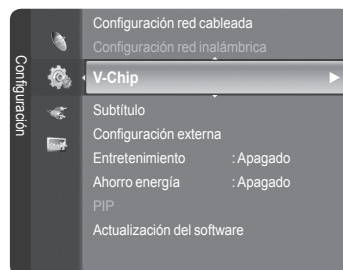 Configuración
Configuración red cableada
Configuración red inalámbrica
V-Chip
Subtítulo
Configuración externa
Entretenimiento : Apagado
Ahorro energía : Apagado
PIP
Actualización del software